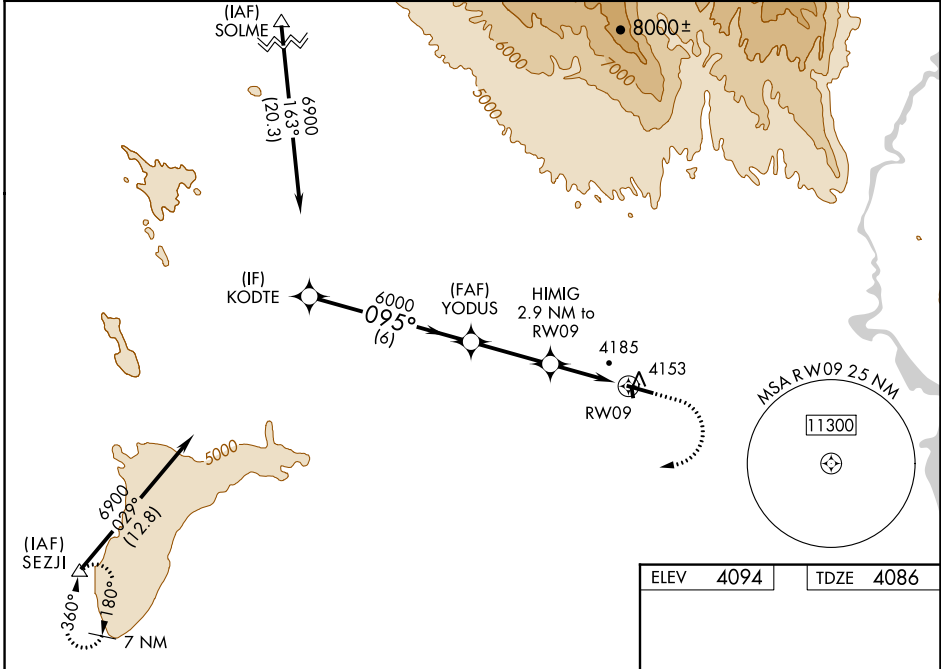 (IAF)
SOLME
8000±
6000
7000
5000
6900
163°
(20.3)
(IF)
KODTE
6000
095°
(6)
(FAF)
YODUS
HIMIG
2.9 NM to
RW09
4185
4153
RW09
MSA RW09 25 NM
11300
5000
6900
029°
(12.8)
(IAF)
SEZJI
360°
180°
7 NM
ELEV 4094
TDZE 4086